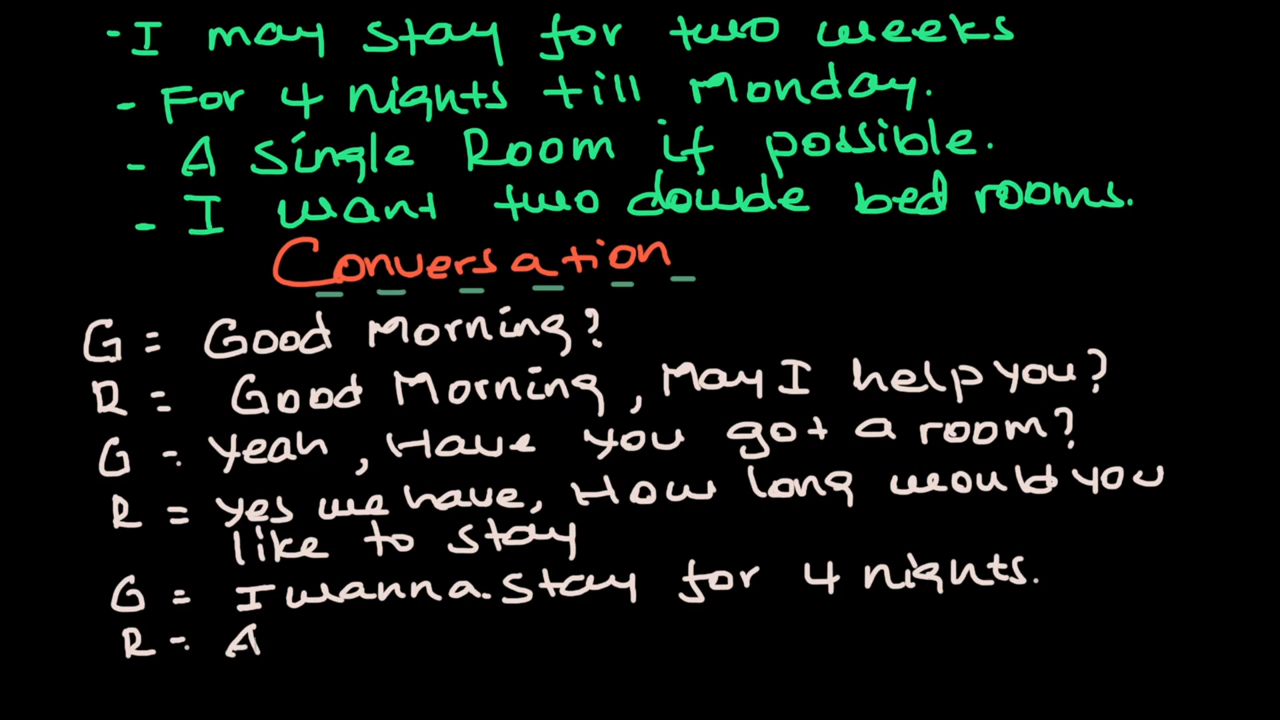 - I may stay for two weeks
- For 4 nights till Monday.
- A single Room if possible.
- I want two double bed rooms.
Conversation
G = Good Morning?
R = Good Morning, May I help you?
G = yeah, Have you got a room?
R = yes we have, How long would you
like to stay
G = I wanna. stay for 4 nights.
R = A